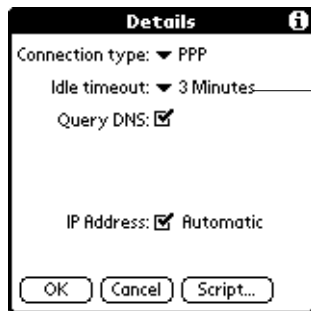 Details i
Connection type: PPP
Idle timeout: 3 Minutes
Query DNS:
IP Address: Automatic
OK Cancel Script...